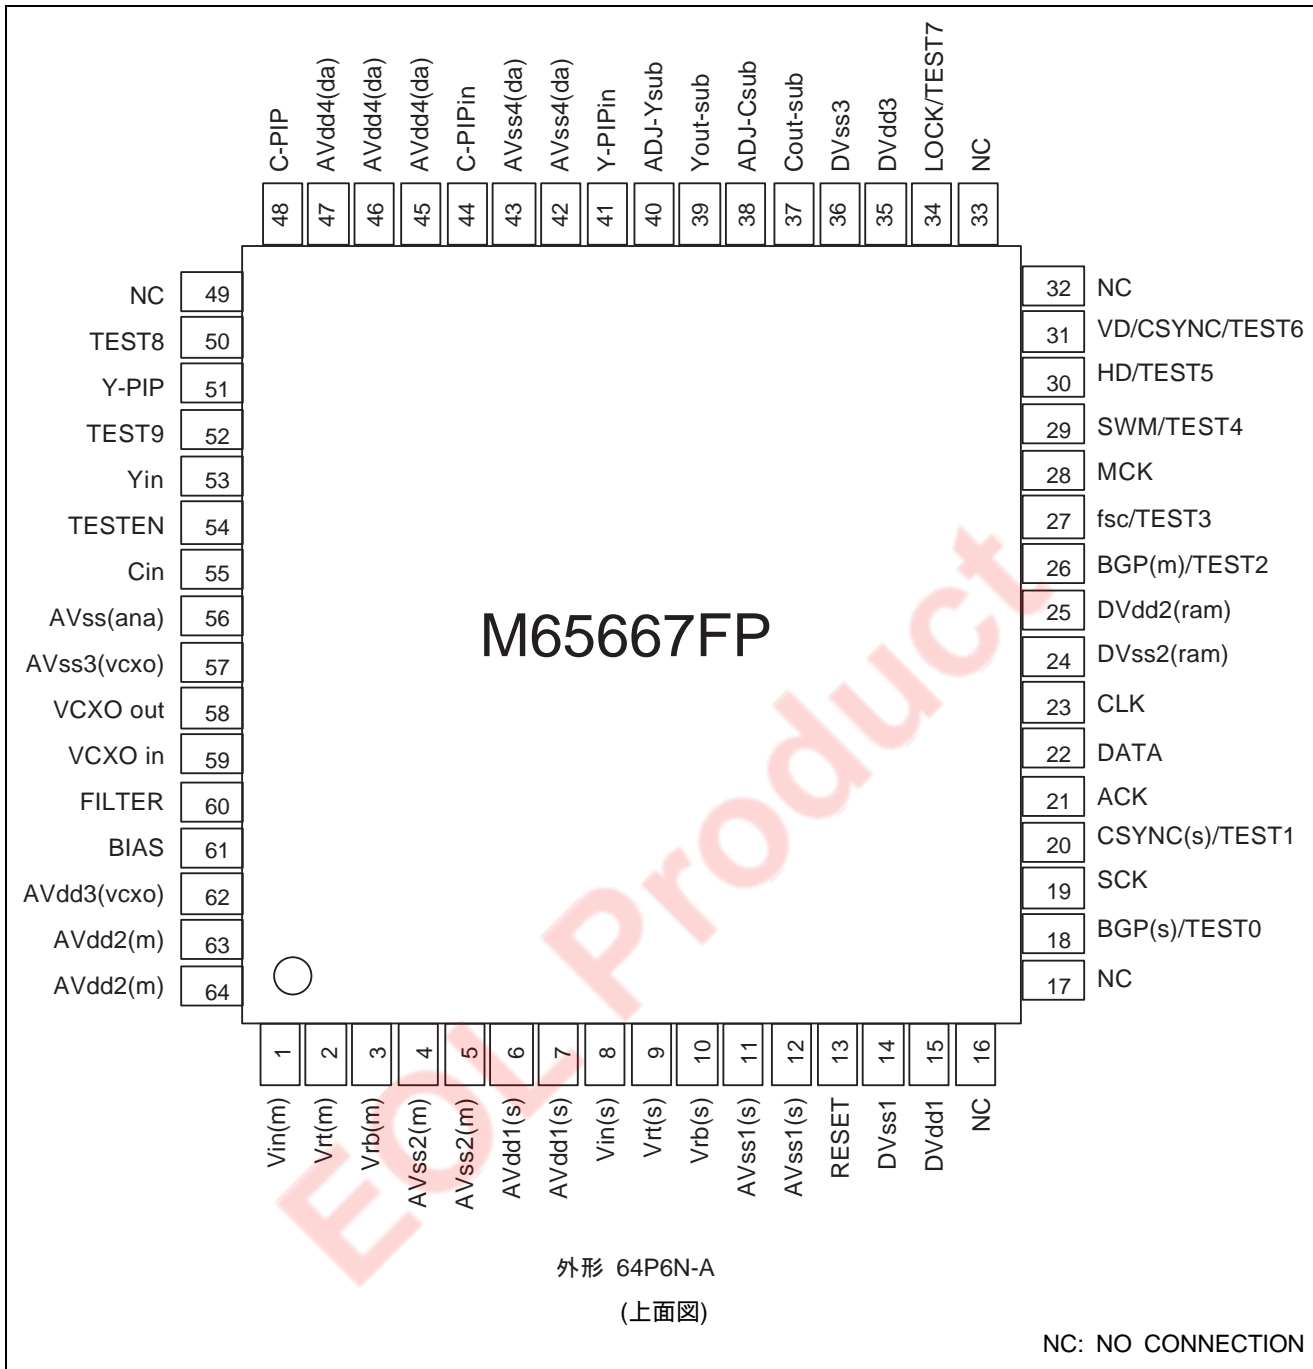 C-PIP
AVdd4(da)
AVdd4(da)
AVdd4(da)
C-PIPin
AVss4(da)
AVss4(da)
Y-PIPin
ADJ-Ysub
Yout-sub
ADJ-Csub
Cout-sub
DVss3
DVdd3
LOCK/TEST7
NC
48 47 46 45 44 43 42 41 40 39 38 37 36 35 34 33
NC 49
TEST8 50
Y-PIP 51
TEST9 52
Yin 53
TESTEN 54
Cin 55
AVss(ana) 56
AVss3(vcxo) 57
VCXO out 58
VCXO in 59
FILTER 60
BIAS 61
AVdd3(vcxo) 62
AVdd2(m) 63
AVdd2(m) 64
M65667FP
32 NC
31 VD/CSYNC/TEST6
30 HD/TEST5
29 SWM/TEST4
28 MCK
27 fsc/TEST3
26 BGP(m)/TEST2
25 DVdd2(ram)
24 DVss2(ram)
23 CLK
22 DATA
21 ACK
20 CSYNC(s)/TEST1
19 SCK
18 BGP(s)/TEST0
17 NC
1 2 3 4 5 6 7 8 9 10 11 12 13 14 15 16
Vin(m)
Vrt(m)
Vrb(m)
AVss2(m)
AVss2(m)
AVdd1(s)
AVdd1(s)
Vin(s)
Vrt(s)
Vrb(s)
AVss1(s)
AVss1(s)
RESET
DVss1
DVdd1
NC
EOL Product
外形 64P6N-A
(上面図)
NC: NO CONNECTION